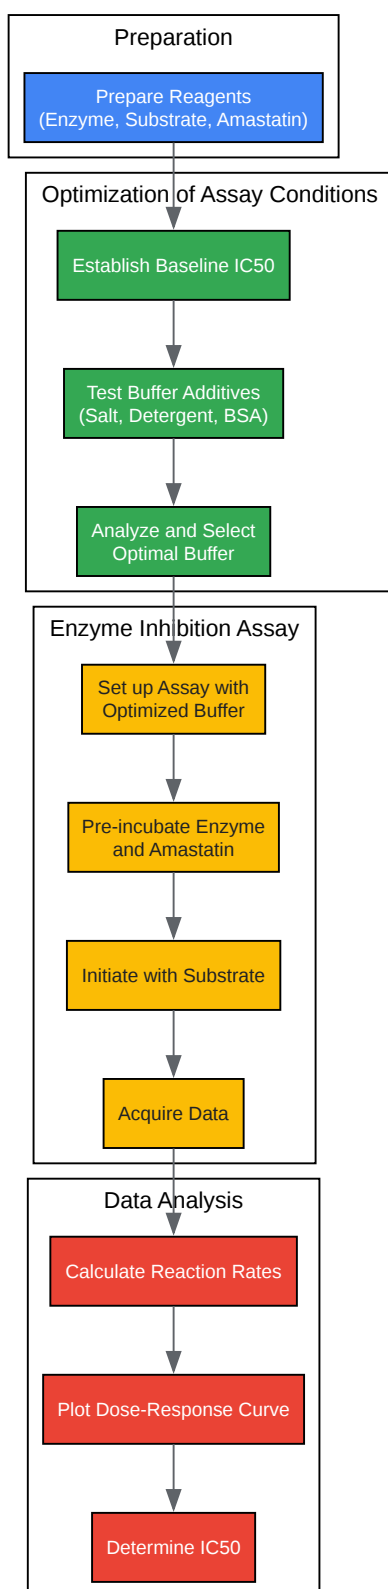 Preparation
Prepare Reagents
(Enzyme, Substrate, Amastatin)
Optimization of Assay Conditions
Establish Baseline IC50
Test Buffer Additives
(Salt, Detergent, BSA)
Analyze and Select
Optimal Buffer
Enzyme Inhibition Assay
Set up Assay with
Optimized Buffer
Pre-incubate Enzyme
and Amastatin
Initiate with Substrate
Acquire Data
Data Analysis
Calculate Reaction Rates
Plot Dose-Response Curve
Determine IC50